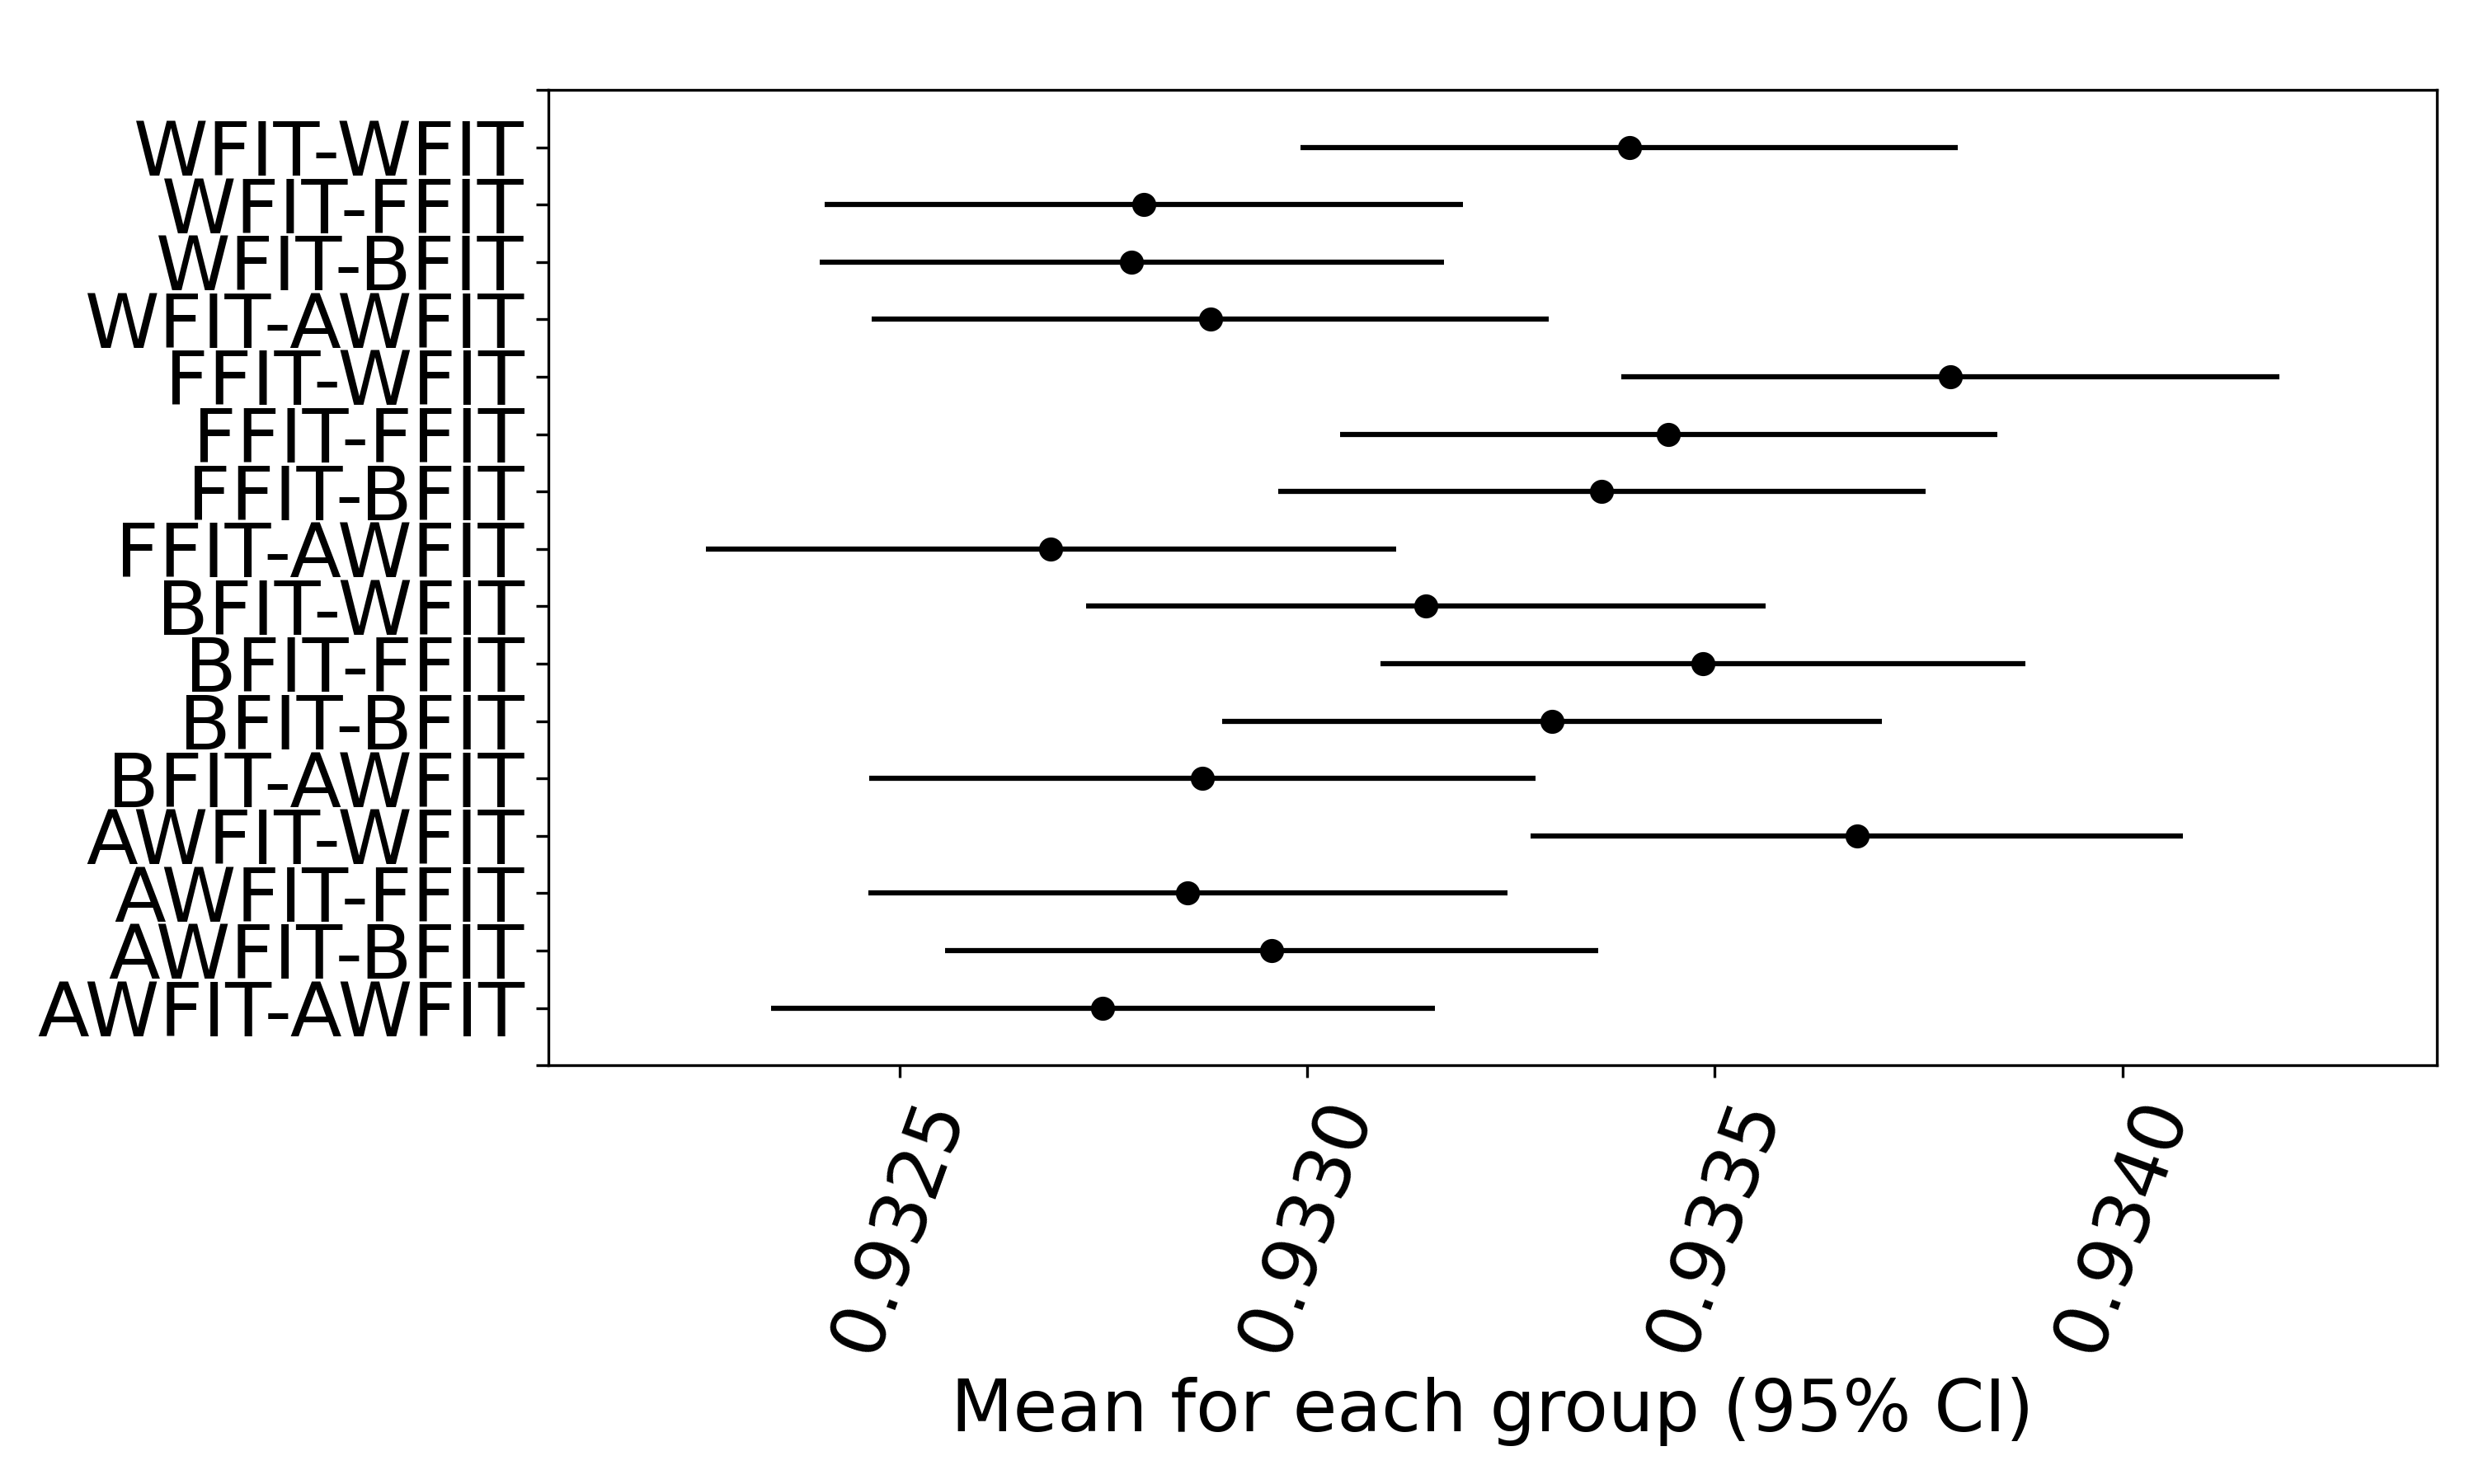 WFIT-WFIT
WFIT-FFIT
WFIT-BFIT
WFIT-AWFIT
FFIT-WFIT
FFIT-FFIT
FFIT-BFIT
FFIT-AWFIT
BFIT-WFIT
BFIT-FFIT
BFIT-BFIT
BFIT-AWFIT
AWFIT-WFIT
AWFIT-FFIT
AWFIT-BFIT
AWFIT-AWFIT
0.9325
0.9330
0.9335
0.9340
Mean for each group (95% CI)